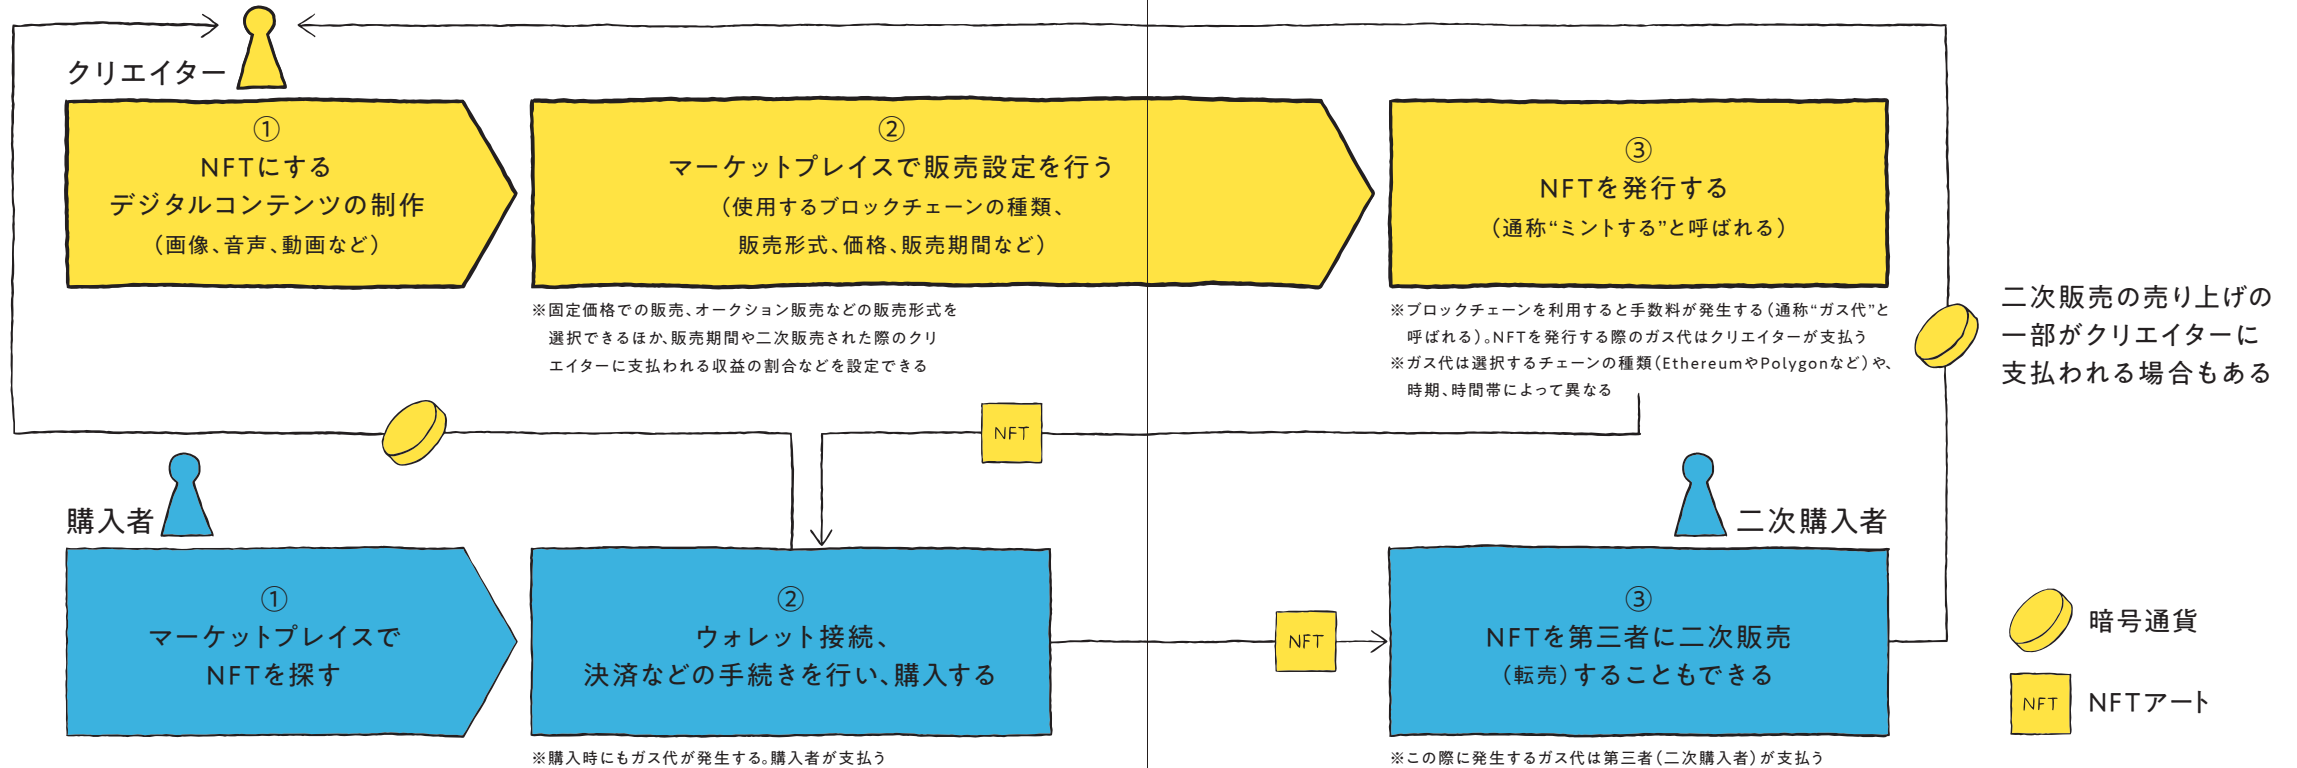 クリエイター
①
NFTにする
デジタルコンテンツの制作
（画像、音声、動画など）
②
マーケットプレイスで販売設定を行う
（使用するブロックチェーンの種類、
販売形式、価格、販売期間など）
③
NFTを発行する
（通称“ミントする”と呼ばれる）
※固定価格での販売、オークション販売などの販売形式を
選択できるほか、販売期間や二次販売された際のクリ
エイターに支払われる収益の割合などを設定できる
※ブロックチェーンを利用すると手数料が発生する（通称“ガス代”と
呼ばれる）。NFTを発行する際のガス代はクリエイターが支払う
※ガス代は選択するチェーンの種類（EthereumやPolygonなど）や、
時期、時間帯によって異なる
二次販売の売り上げの
一部がクリエイターに
支払われる場合もある
NFT
購入者
①
マーケットプレイスで
NFTを探す
②
ウォレット接続、
決済などの手続きを行い、購入する
※購入時にもガス代が発生する。購入者が支払う
NFT
二次購入者
③
NFTを第三者に二次販売
（転売）することもできる
※この際に発生するガス代は第三者（二次購入者）が支払う
暗号通貨
NFT
NFTアート